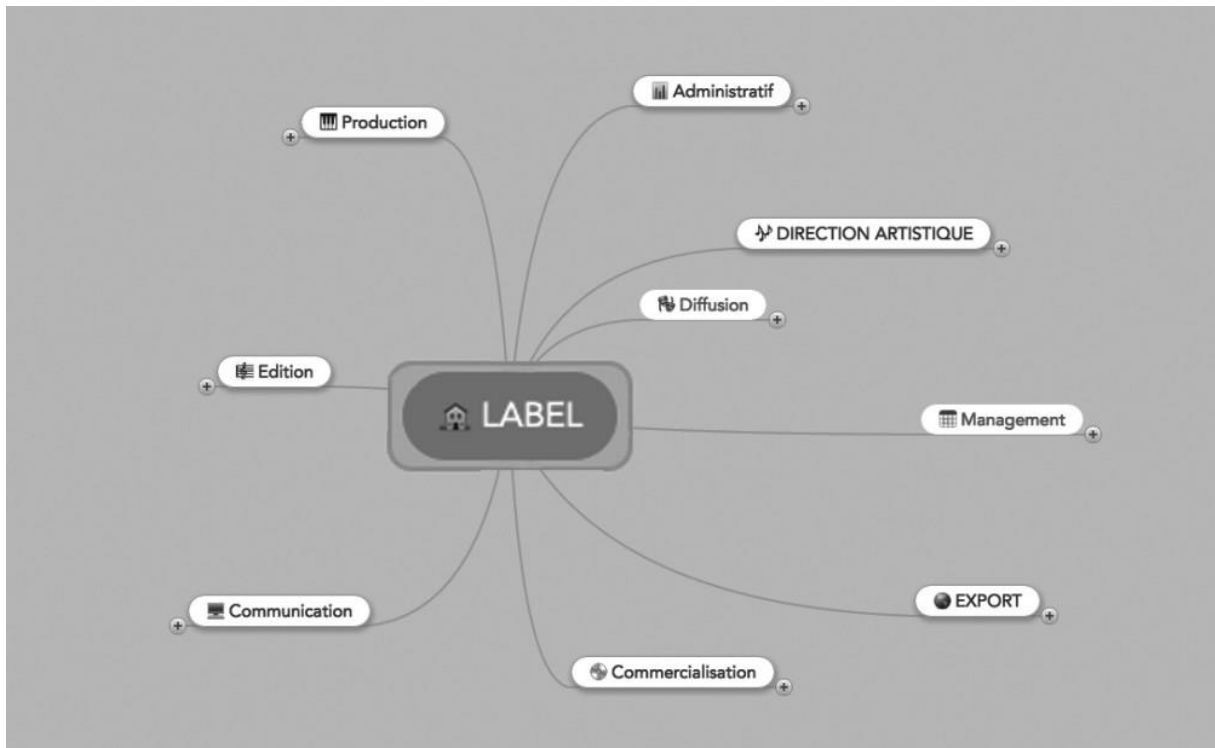 Administratif
Production
DIRECTION ARTISTIQUE
Diffusion
Edition
LABEL
Management
EXPORT
Communication
Commercialisation